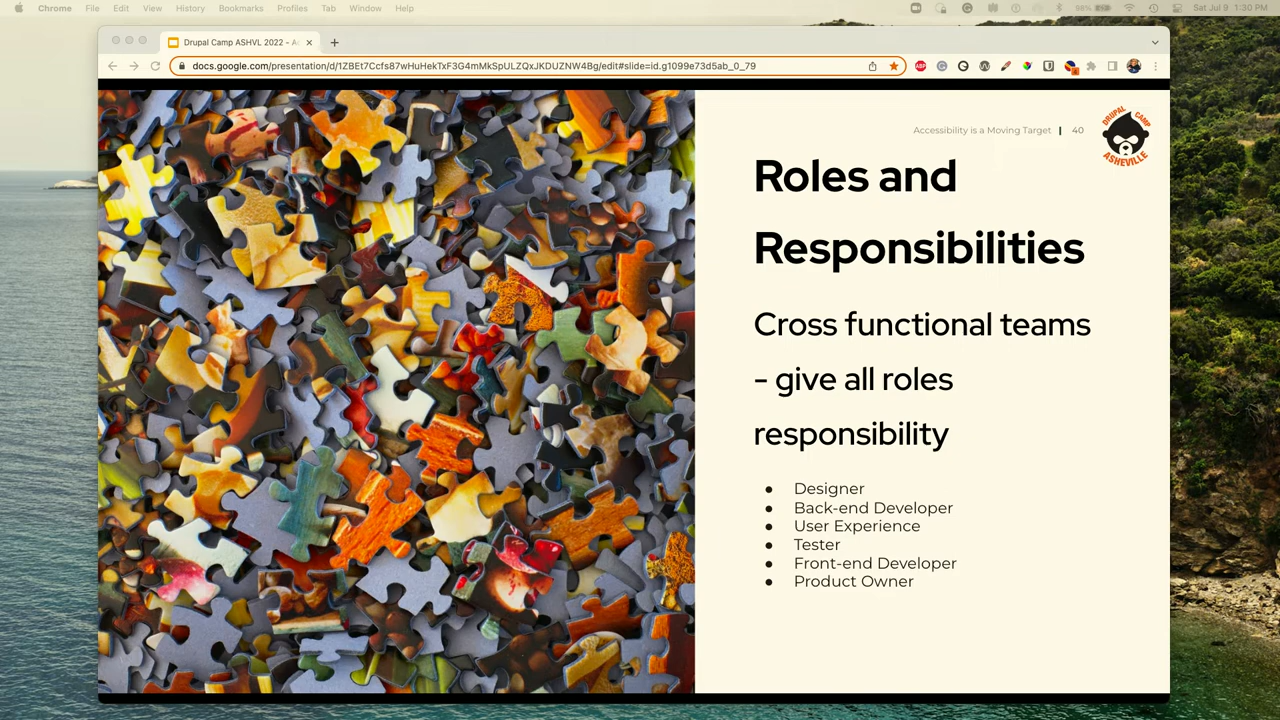 Chrome File Edit View History Bookmarks Profiles Tab Window Help 98% Sat Jul 9 1:30 PM
Drupal Camp ASHVL 2022 - A
docs.google.com/presentation/d/1ZBEt7Ccfs87wHuHekTxF3G4mMkSpULZQxJKDUZNW4Bg/edit#slide=id.g1099e73d5ab_0_79
Accessibility is a Moving Target | 40
DRUPAL CAMP
ASHEVILLE
Roles and
Responsibilities
Cross functional teams
- give all roles
responsibility
● Designer
● Back-end Developer
● User Experience
● Tester
● Front-end Developer
● Product Owner